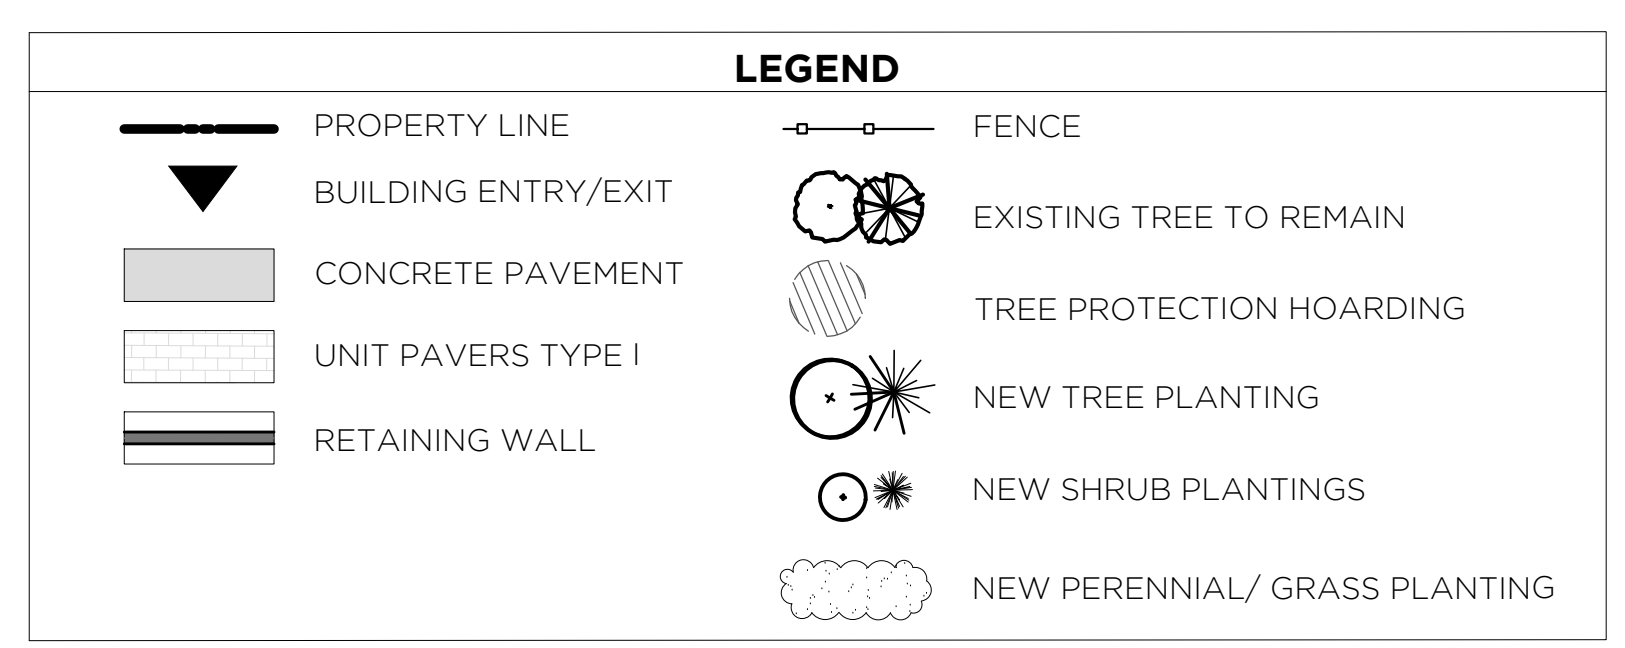 LEGEND
PROPERTY LINE
BUILDING ENTRY/EXIT
CONCRETE PAVEMENT
UNIT PAVERS TYPE I
RETAINING WALL
FENCE
EXISTING TREE TO REMAIN
TREE PROTECTION HOARDING
NEW TREE PLANTING
NEW SHRUB PLANTINGS
NEW PERENNIAL/ GRASS PLANTING